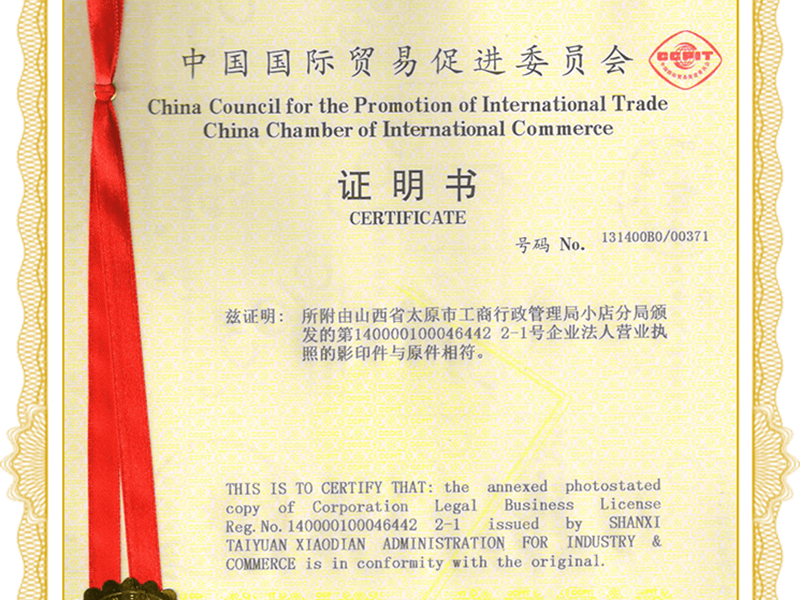 中国国际贸易促进委员会
CCPIT
China Council for the Promotion of International Trade
China Chamber of International Commerce
证明书
CERTIFICATE
号码 No. 131400B0/00371
兹证明: 所附由山西省太原市工商行政管理局小店分局颁
发的第140000100046442 2-1号企业法人营业执
照的影印件与原件相符。
THIS IS TO CERTIFY THAT: the annexed photostated
copy of Corporation Legal Business License
Reg.No.140000100046442 2-1 issued by SHANXI
TAIYUAN XIAODIAN ADMINISTRATION FOR INDUSTRY &
COMMERCE is in conformity with the original.